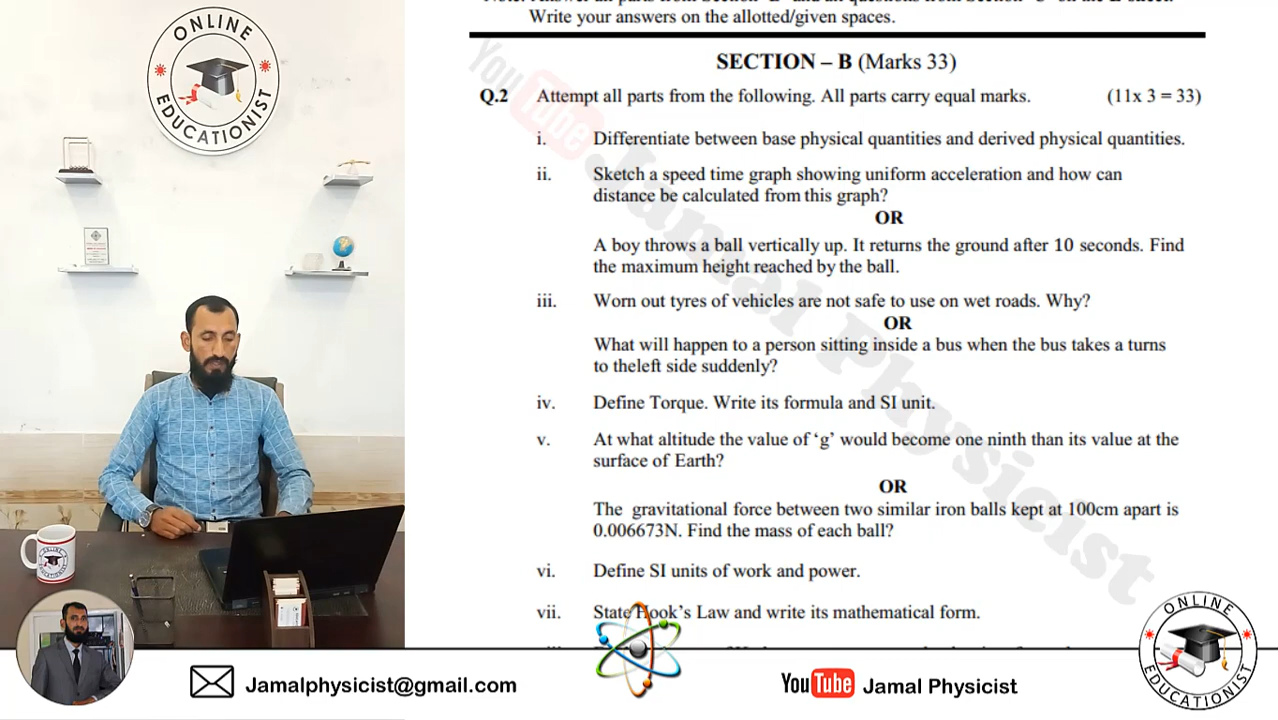 ONLINE
EDUCATIONIST
Write your answers on the allotted/given spaces.
SECTION – B (Marks 33)
Q.2 Attempt all parts from the following. All parts carry equal marks. (11x 3 = 33)
i. Differentiate between base physical quantities and derived physical quantities.
ii. Sketch a speed time graph showing uniform acceleration and how can
distance be calculated from this graph?
OR
A boy throws a ball vertically up. It returns the ground after 10 seconds. Find
the maximum height reached by the ball.
iii. Worn out tyres of vehicles are not safe to use on wet roads. Why?
OR
What will happen to a person sitting inside a bus when the bus takes a turns
to theleft side suddenly?
iv. Define Torque. Write its formula and SI unit.
v. At what altitude the value of ‘g’ would become one ninth than its value at the
surface of Earth?
OR
The gravitational force between two similar iron balls kept at 100cm apart is
0.006673N. Find the mass of each ball?
vi. Define SI units of work and power.
vii. State Hook’s Law and write its mathematical form.
YouTube Jamal Physicist
ONLINE
EDUCATIONIST
Jamalphysicist@gmail.com
YouTube Jamal Physicist